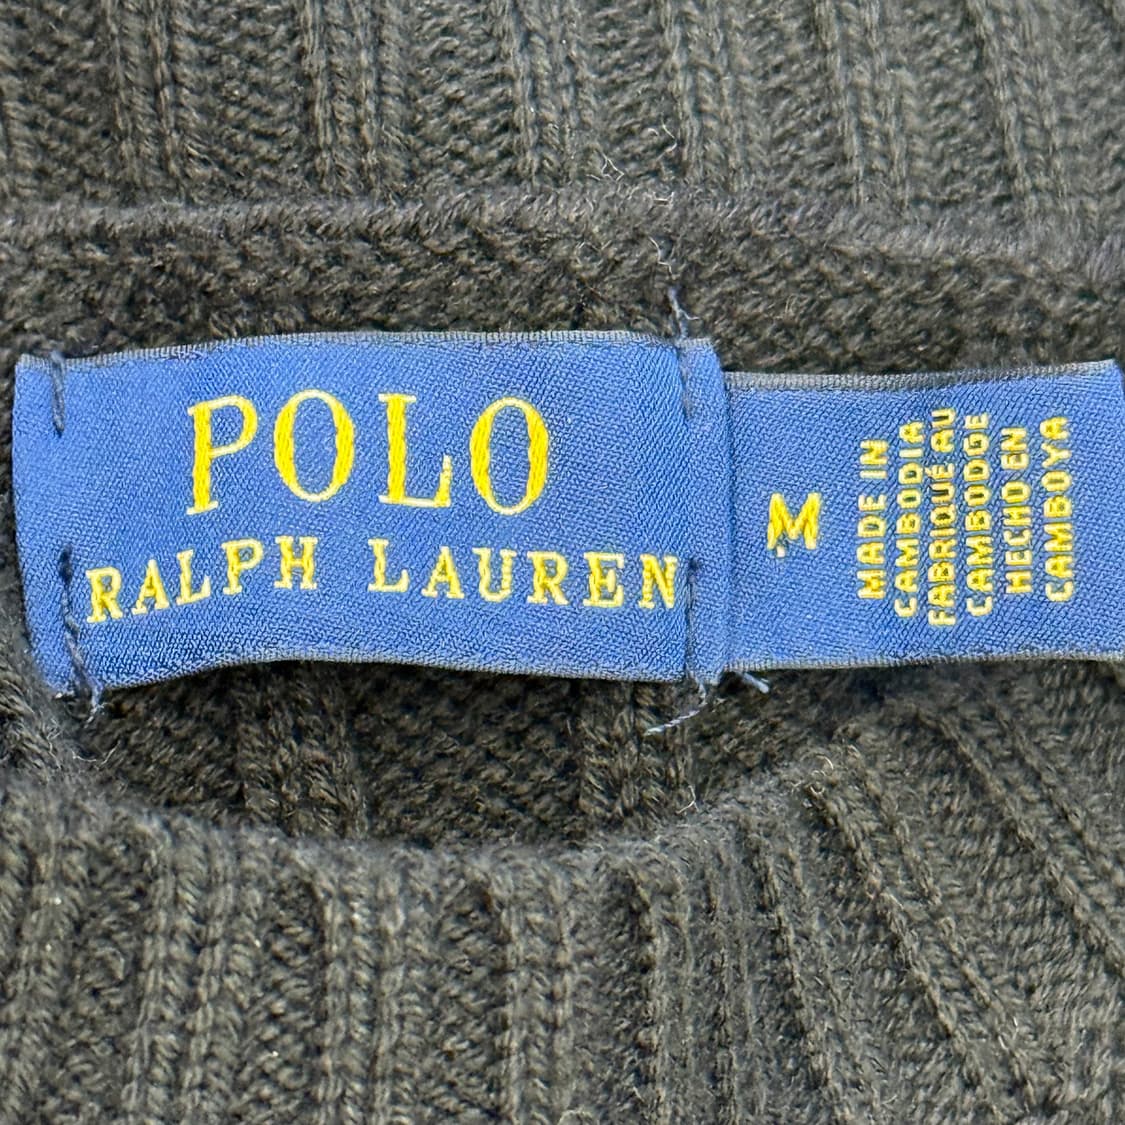 POLO
RALPH LAUREN
M
MADE IN
CAMBODIA
FABRIQUÉ AU
CAMBODGE
HECHO EN
CAMBOYA